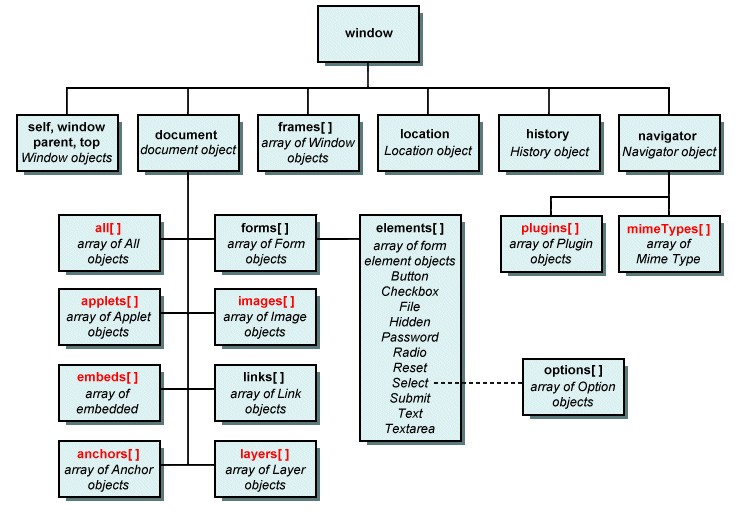 window
self, window
parent, top
Window objects
document
document object
frames[ ]
array of Window
objects
location
Location object
history
History object
navigator
Navigator object
all[ ]
array of All
objects
forms[ ]
array of Form
objects
elements[ ]
array of form
element objects
Button
Checkbox
File
Hidden
Password
Radio
Reset
Select
Submit
Text
Textarea
plugins[ ]
array of Plugin
objects
mimeTypes[ ]
array of
Mime Type
applets[ ]
array of Applet
objects
images[ ]
array of Image
objects
embeds[ ]
array of
embedded
links[ ]
array of Link
objects
options[ ]
array of Option
objects
anchors[ ]
array of Anchor
objects
layers[ ]
array of Layer
objects